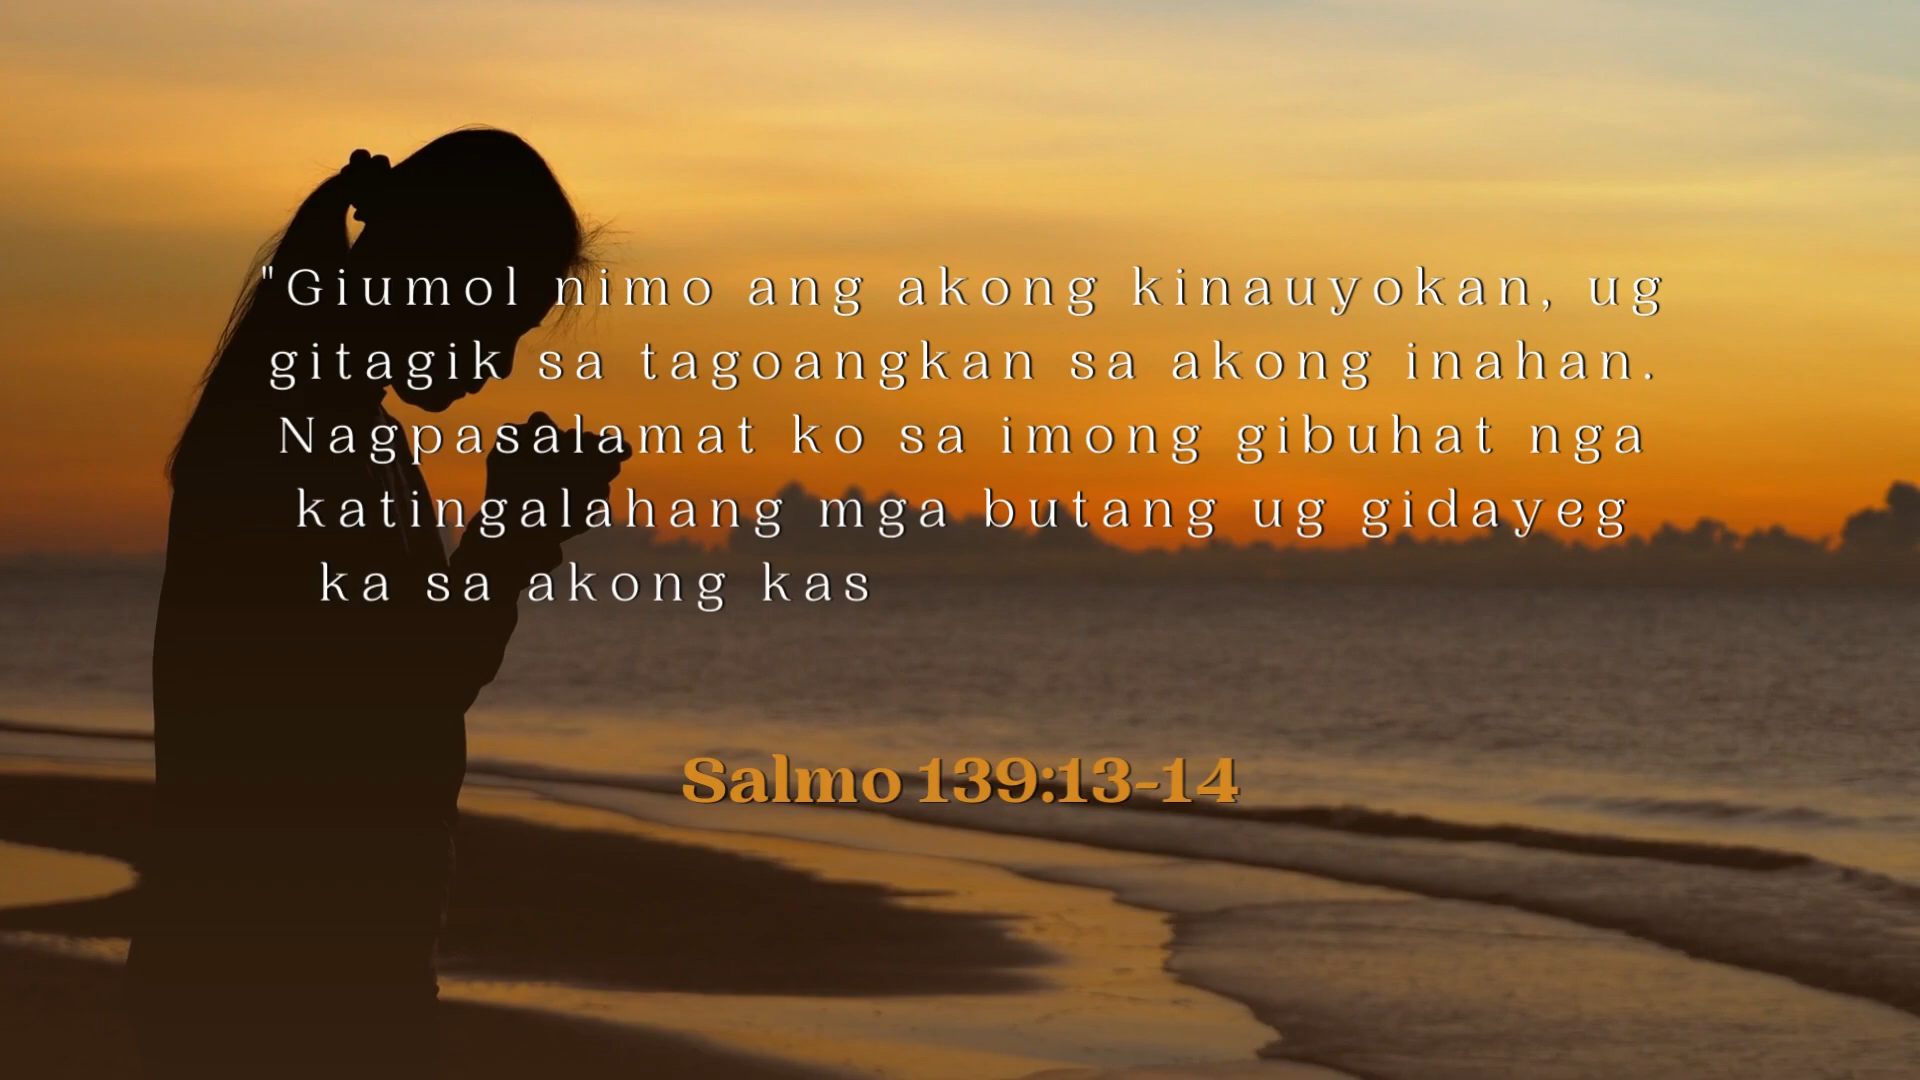 "Giumol nimo ang akong kinauyokan, ug
gitagik sa tagoangkan sa akong inahan.
Nagpasalamat ko sa imong gibuhat nga
katingalahang mga butang ug gidayeg
ka sa akong kas
Salmo 139:13-14